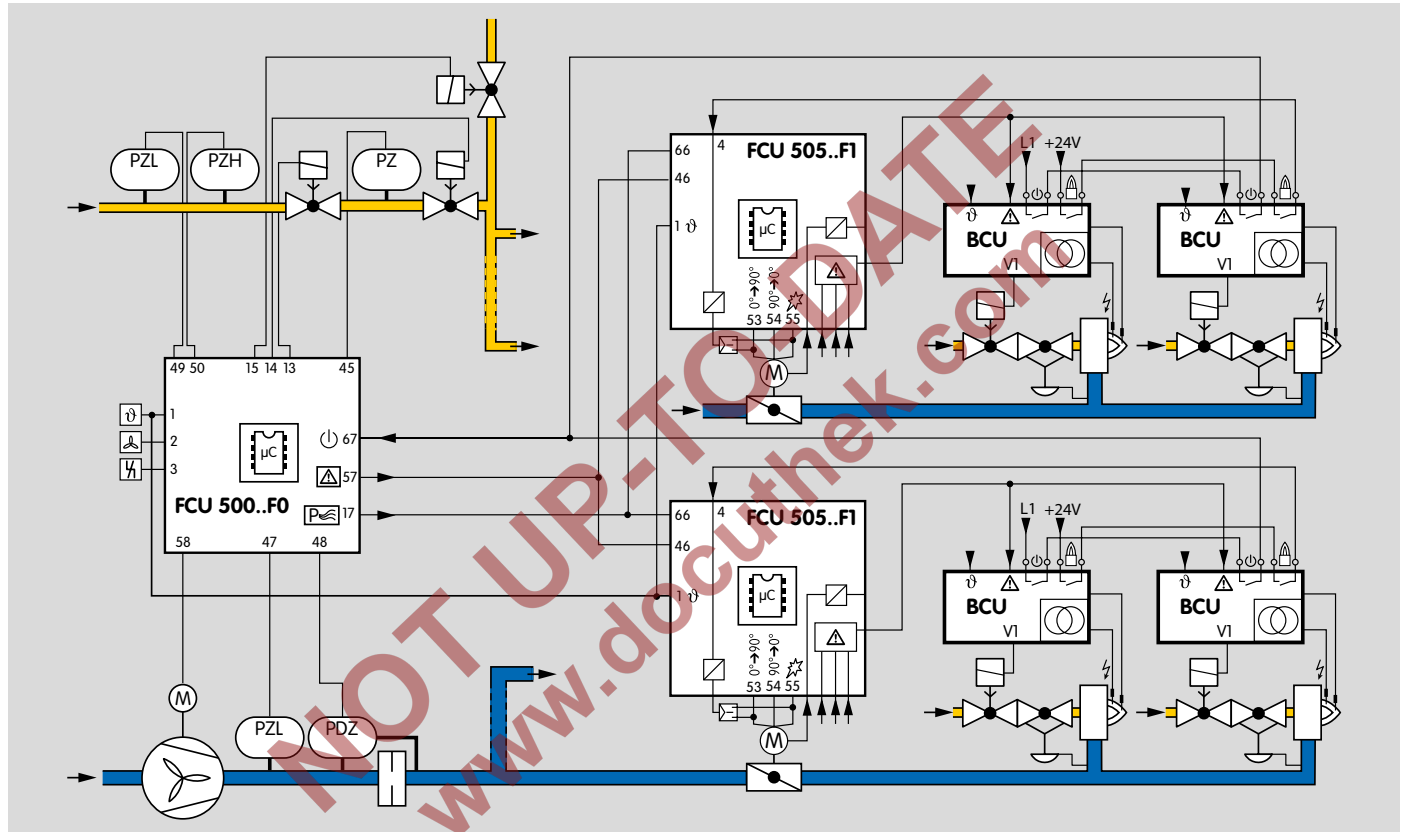 PZL
PZH
PZ
49 50
15 14 13
45
ϑ
1
2
3
μC
67
57
P
17
FCU 500..F0
58
47
48
M
PZL
PDZ
66
4
FCU 505..F1
46
1 ϑ
μC
0°→90°
90°→0°
53 54 55
M
L1 +24V
ϑ
BCU
V1
ϑ
BCU
V1
66
4
FCU 505..F1
46
1 ϑ
μC
0°→90°
90°→0°
53 54 55
M
L1 +24V
ϑ
BCU
V1
ϑ
BCU
V1
NOT UP-TO-DATE
www.docuthek.com